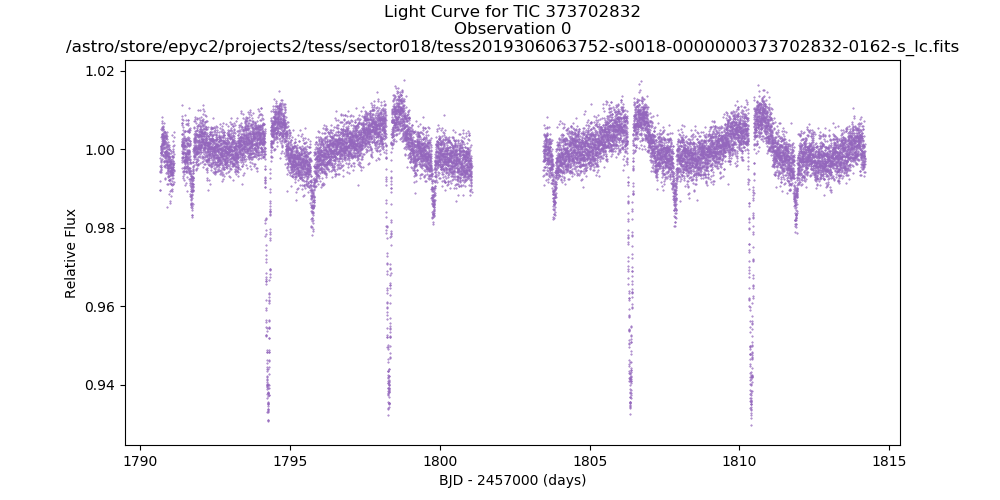 Light Curve for TIC 373702832
Observation 0
/astro/store/epyc2/projects2/tess/sector018/tess2019306063752-s0018-0000000373702832-0162-s_lc.fits
1.02
1.00
0.98
0.96
0.94
Relative Flux
1790
1795
1800
1805
1810
1815
BJD - 2457000 (days)